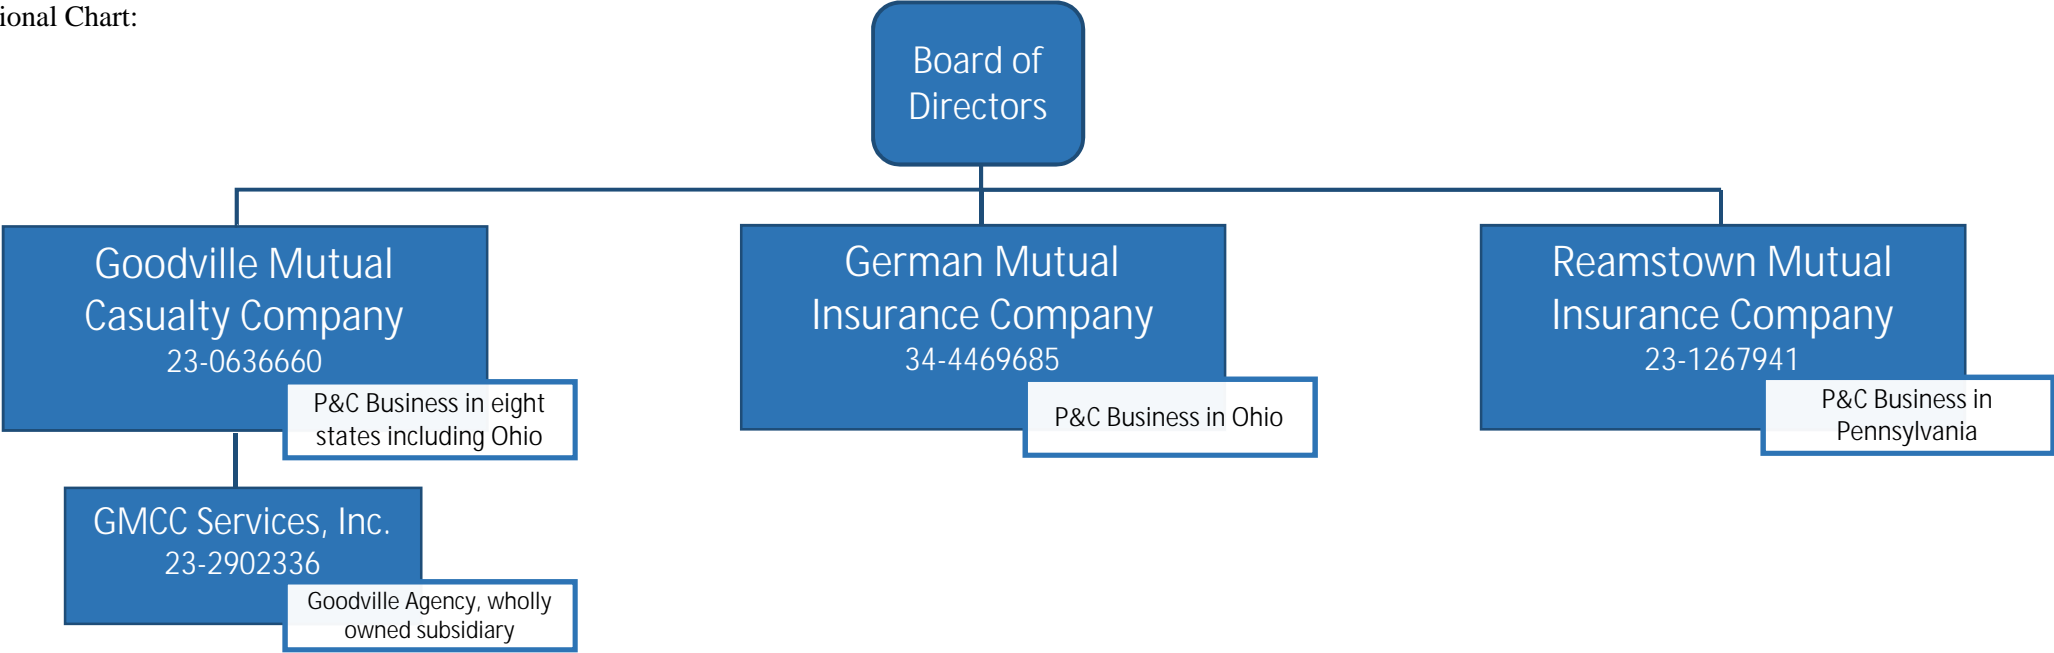 ional Chart:
Board of
Directors
Goodville Mutual
Casualty Company
23-0636660
P&C Business in eight
states including Ohio
German Mutual
Insurance Company
34-4469685
P&C Business in Ohio
Reamstown Mutual
Insurance Company
23-1267941
P&C Business in
Pennsylvania
GMCC Services, Inc.
23-2902336
Goodville Agency, wholly
owned subsidiary